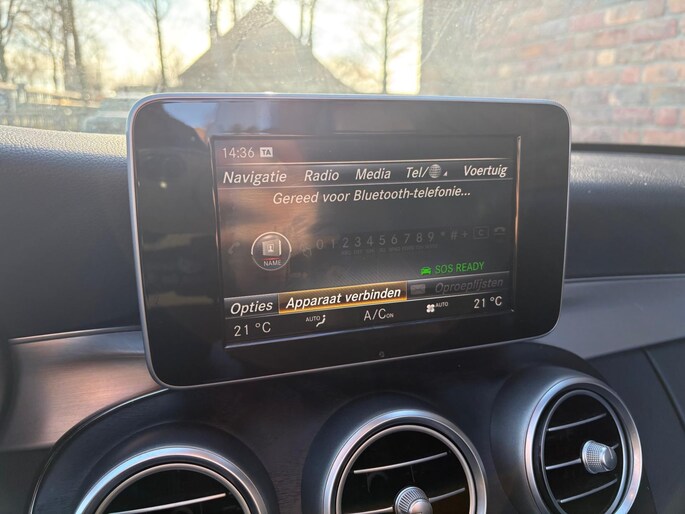 14:36 TA
Navigatie Radio Media Tel/ Voertuig
Gereed voor Bluetooth-telefonie...
0 1 2 3 4 5 6 7 8 9 * # + C
NAME
SOS READY
Opties Apparaat verbinden Oproeplijsten
21 °C AUTO A/C ON AUTO 21 °C